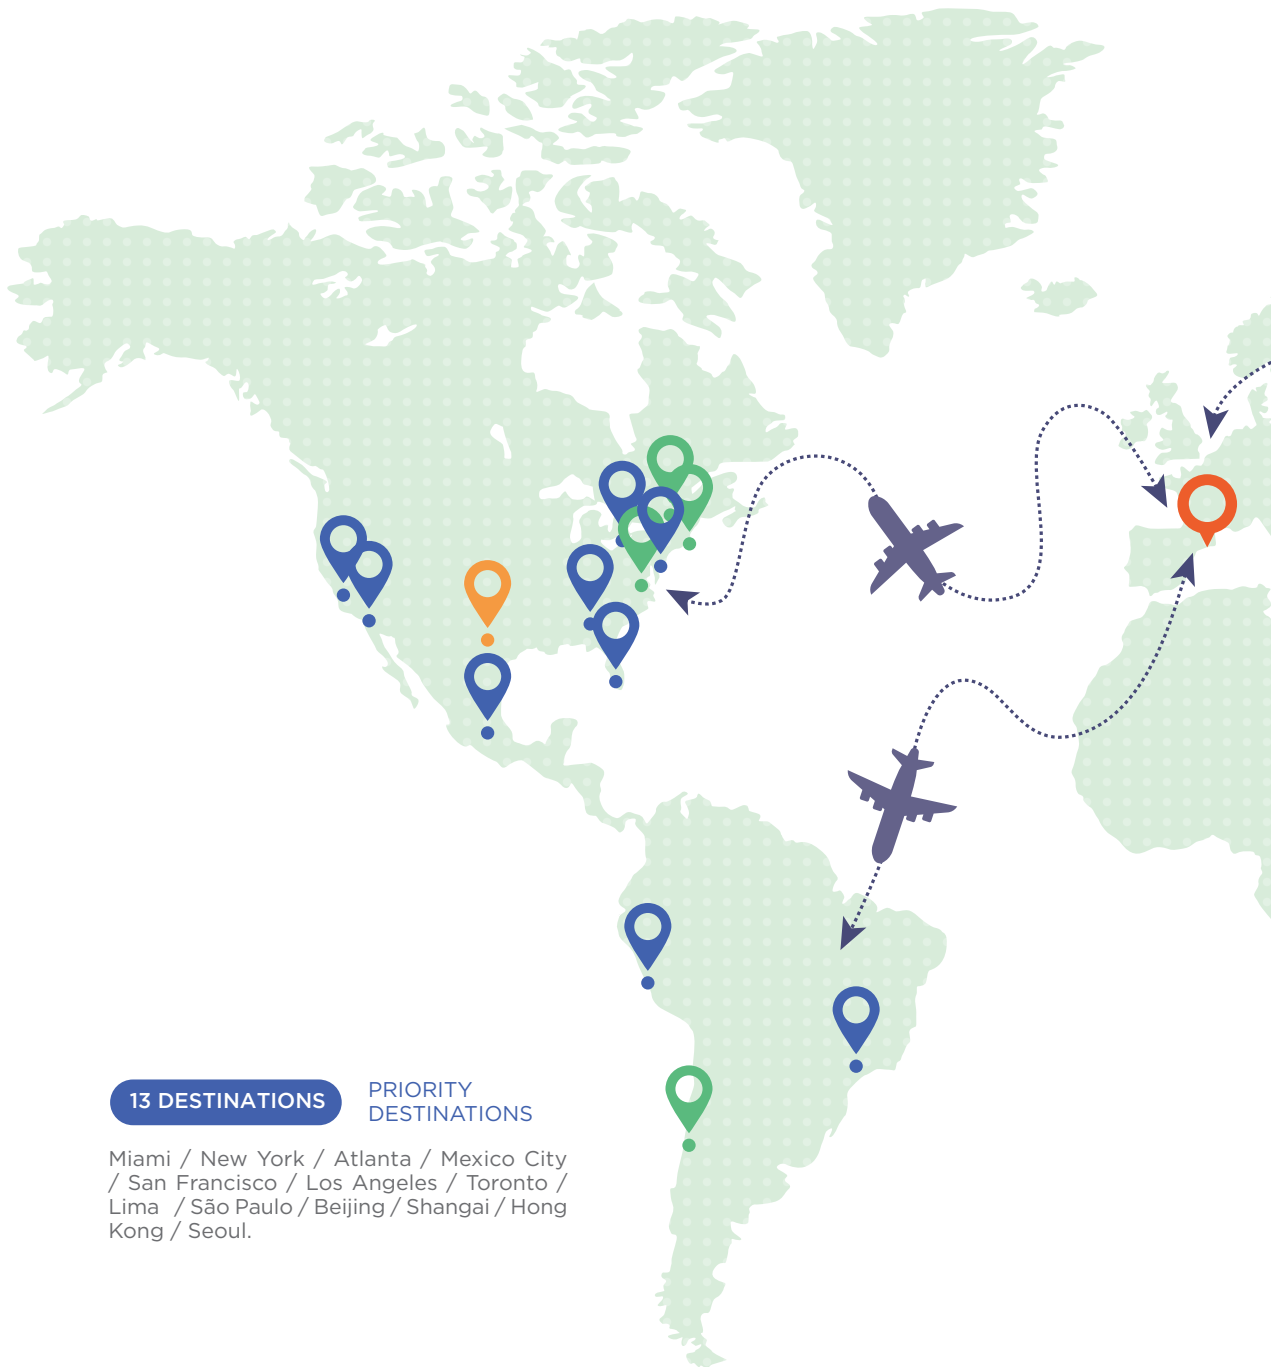 13 DESTINATIONS
PRIORITY
DESTINATIONS
Miami / New York / Atlanta / Mexico City
/ San Francisco / Los Angeles / Toronto /
Lima / São Paulo / Beijing / Shangai / Hong
Kong / Seoul.